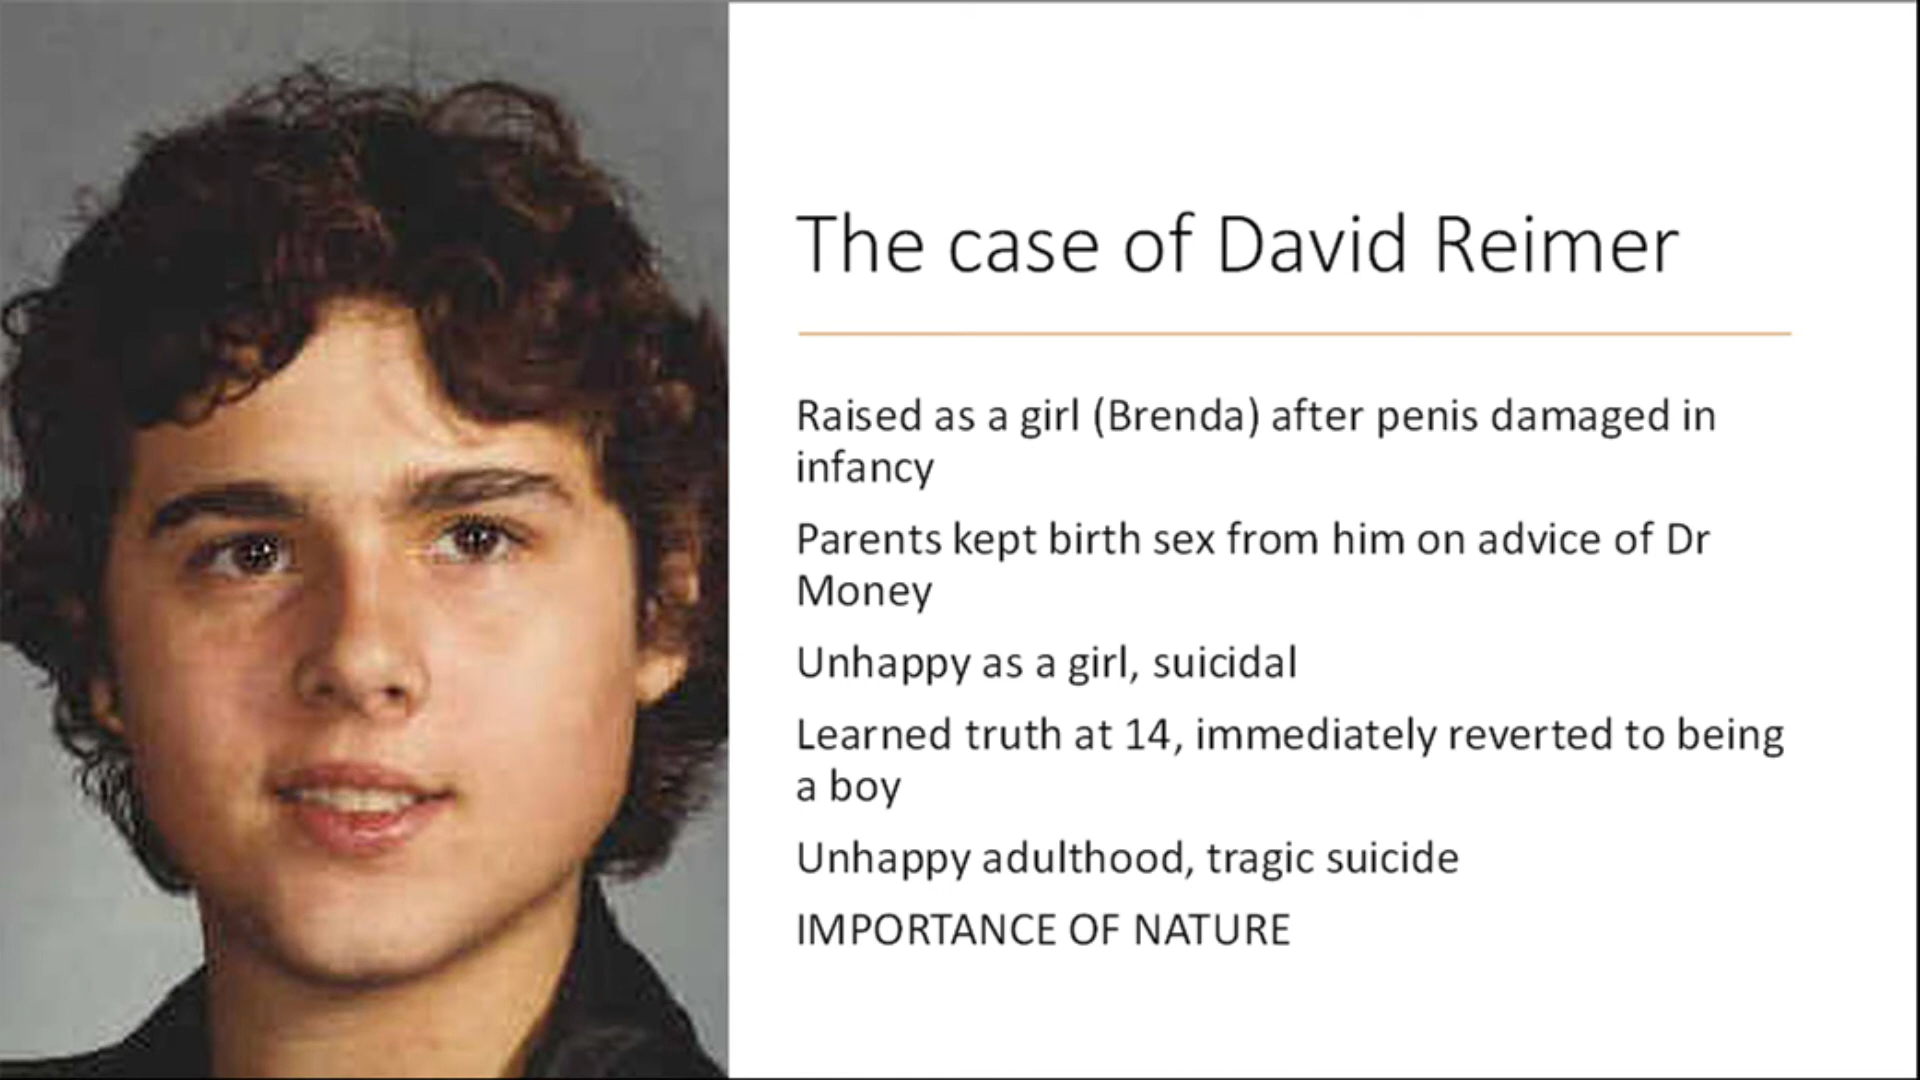 The case of David Reimer
Raised as a girl (Brenda) after penis damaged in
infancy
Parents kept birth sex from him on advice of Dr
Money
Unhappy as a girl, suicidal
Learned truth at 14, immediately reverted to being
a boy
Unhappy adulthood, tragic suicide
IMPORTANCE OF NATURE